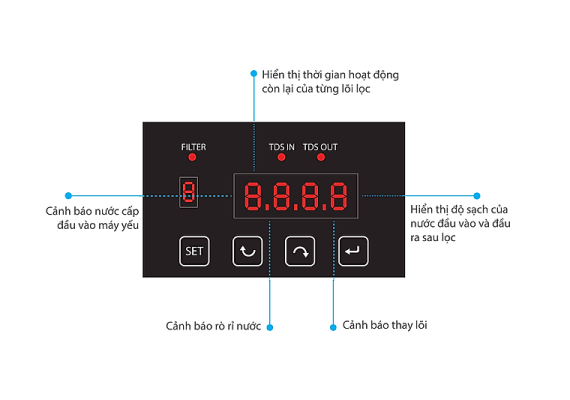 Hiển thị thời gian hoạt động
còn lại của từng lõi lọc
FILTER
TDS IN TDS OUT
8
8.8.8.8
Cảnh báo nước cấp
đầu vào máy yếu
Hiển thị độ sạch của
nước đầu vào và đầu
ra sau lọc
SET
Cảnh báo rò rỉ nước
Cảnh báo thay lõi